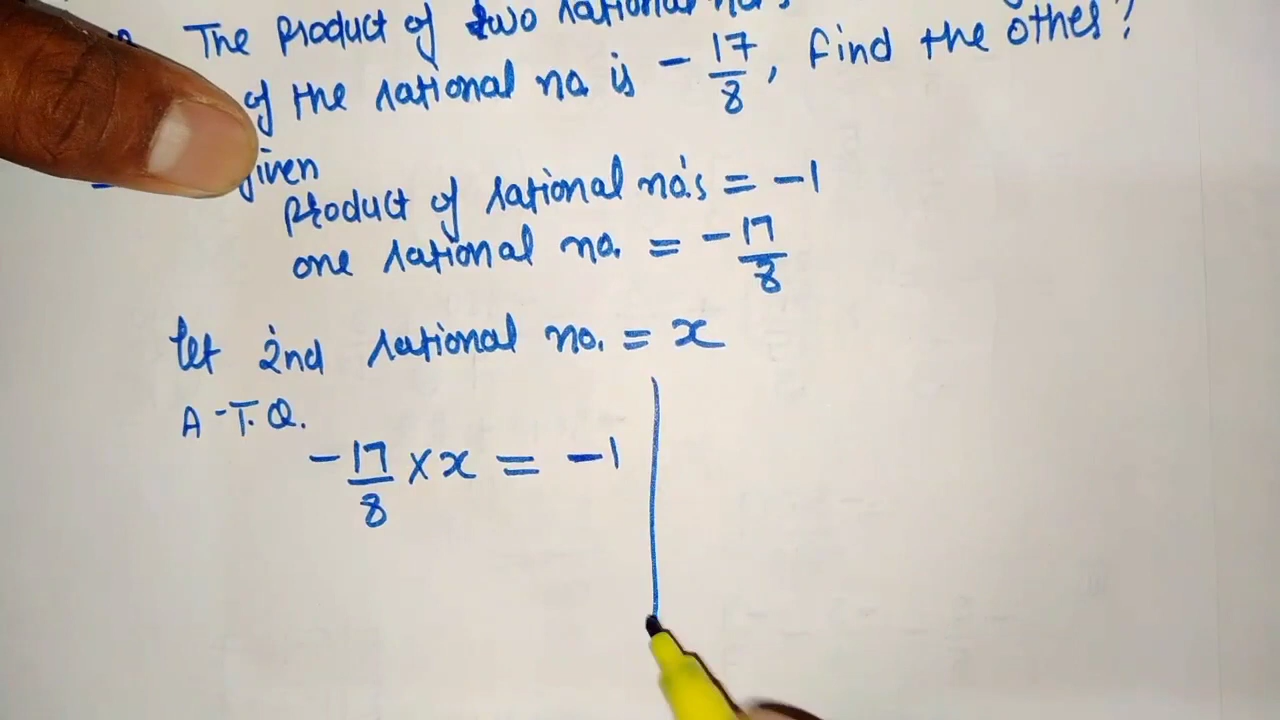 The product of two rational no's
of the rational no. is - 17/8, find the other?
given
product of rational no's = -1
one rational no. = - 17/8
let 2nd rational no. = x
A-T.Q.
- 17/8 × x = -1